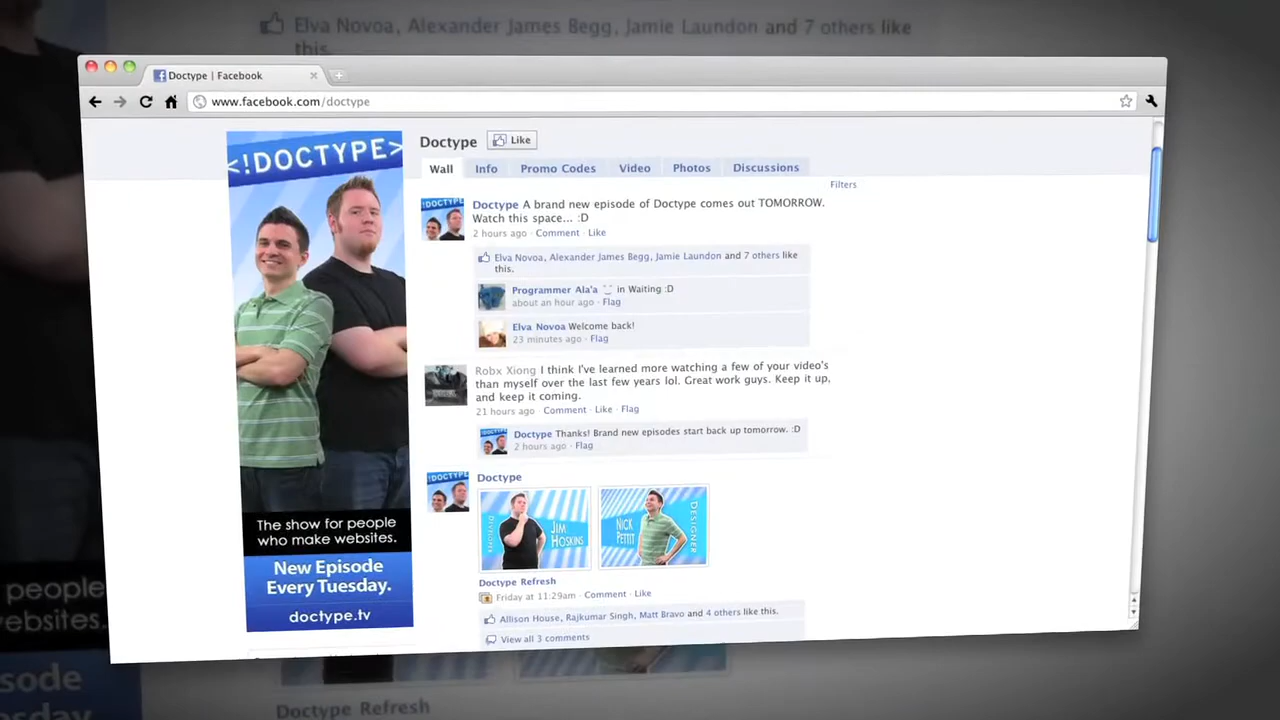 Elva Novoa, Alexander James Begg, Jamie Laundon and 7 others like
this.
Doctype | Facebook
www.facebook.com/doctype
<!DOCTYPE>
The show for people
who make websites.
New Episode
Every Tuesday.
doctype.tv
Doctype Like
Wall Info Promo Codes Video Photos Discussions
Filters
Doctype A brand new episode of Doctype comes out TOMORROW.
Watch this space... :D
2 hours ago · Comment · Like
Elva Novoa, Alexander James Begg, Jamie Laundon and 7 others like
this.
Programmer Ala'a in Waiting :D
about an hour ago · Flag
Elva Novoa Welcome back!
23 minutes ago · Flag
Robx Xiong I think I've learned more watching a few of your video's
than myself over the last few years lol. Great work guys. Keep it up,
and keep it coming.
21 hours ago · Comment · Like · Flag
Doctype Thanks! Brand new episodes start back up tomorrow. :D
2 hours ago · Flag
Doctype
JIM
HOSKINS
NICK
PETTIT
DESIGNER
Doctype Refresh
Friday at 11:29am · Comment · Like
Allison House, Rajkumar Singh, Matt Bravo and 4 others like this.
View all 3 comments
people
websites.
sode
sday.
Doctype Refresh